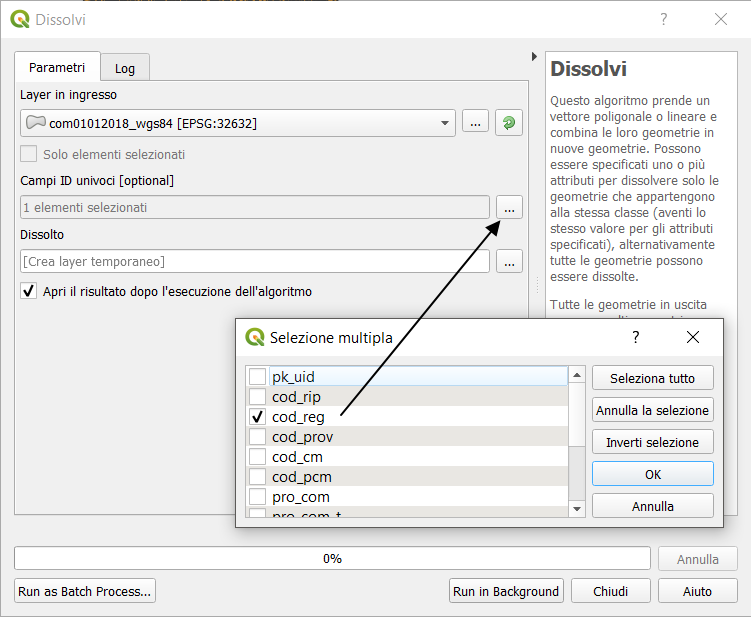 Dissolvi
?
Parametri
Log
Layer in ingresso
com01012018_wgs84 [EPSG:32632]
...
Solo elementi selezionati
Campi ID univoci [optional]
1 elementi selezionati
...
Dissolto
[Crea layer temporaneo]
...
Apri il risultato dopo l'esecuzione dell'algoritmo
Dissolvi
Questo algoritmo prende un
vettore poligonale o lineare e
combina le loro geometrie in
nuove geometrie. Possono
essere specificati uno o più
attributi per dissolvere solo le
geometrie che appartengono
alla stessa classe (aventi lo
stesso valore per gli attributi
specificati), alternativamente
tutte le geometrie possono
essere dissolte.
Tutte le geometrie in uscita
Selezione multipla
?
pk_uid
cod_rip
cod_reg
cod_prov
cod_cm
cod_pcm
pro_com
pro_com_t
Seleziona tutto
Annulla la selezione
Inverti selezione
OK
Annulla
0%
Annulla
Run as Batch Process...
Run in Background
Chiudi
Aiuto